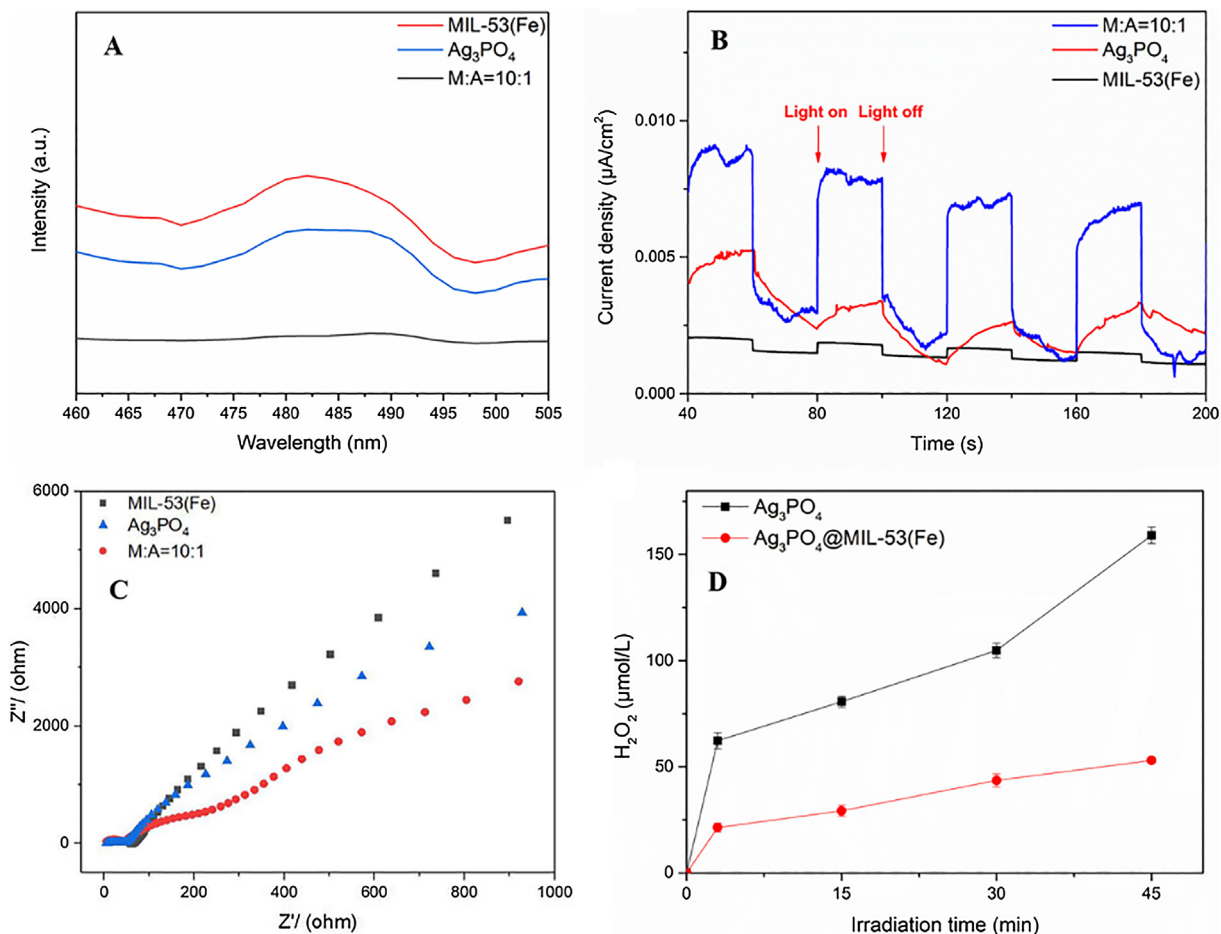 A
MIL-53(Fe)
Ag₃PO₄
M:A=10:1
Intensity (a.u.)
460 465 470 475 480 485 490 495 500 505
Wavelength (nm)
B
M:A=10:1
Ag₃PO₄
MIL-53(Fe)
Light on Light off
Current density (μA/cm²)
0.010
0.005
0.000
40 80 120 160 200
Time (s)
C
MIL-53(Fe)
Ag₃PO₄
M:A=10:1
Z''/ (ohm)
6000
4000
2000
0
0 200 400 600 800 1000
Z'/ (ohm)
D
Ag₃PO₄
Ag₃PO₄@MIL-53(Fe)
H₂O₂ (μmol/L)
150
100
50
0
0 15 30 45
Irradiation time (min)